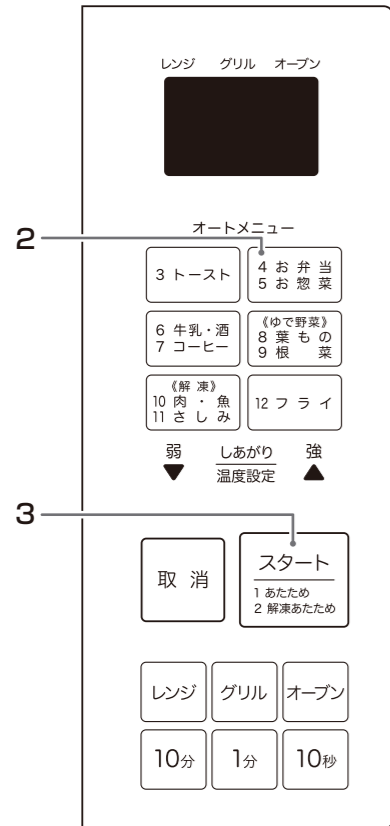 レンジ グリル オーブン
オートメニュー
2
3 トースト
4 お弁当
5 お惣菜
6 牛乳・酒
7 コーヒー
《ゆで野菜》
8 葉もの
9 根菜
《解凍》
10 肉・魚
11 さしみ
12 フライ
弱 しあがり 強
▼ 温度設定 ▲
3
取消
スタート
1 あたため
2 解凍あたため
レンジ グリル オーブン
10分 1分 10秒